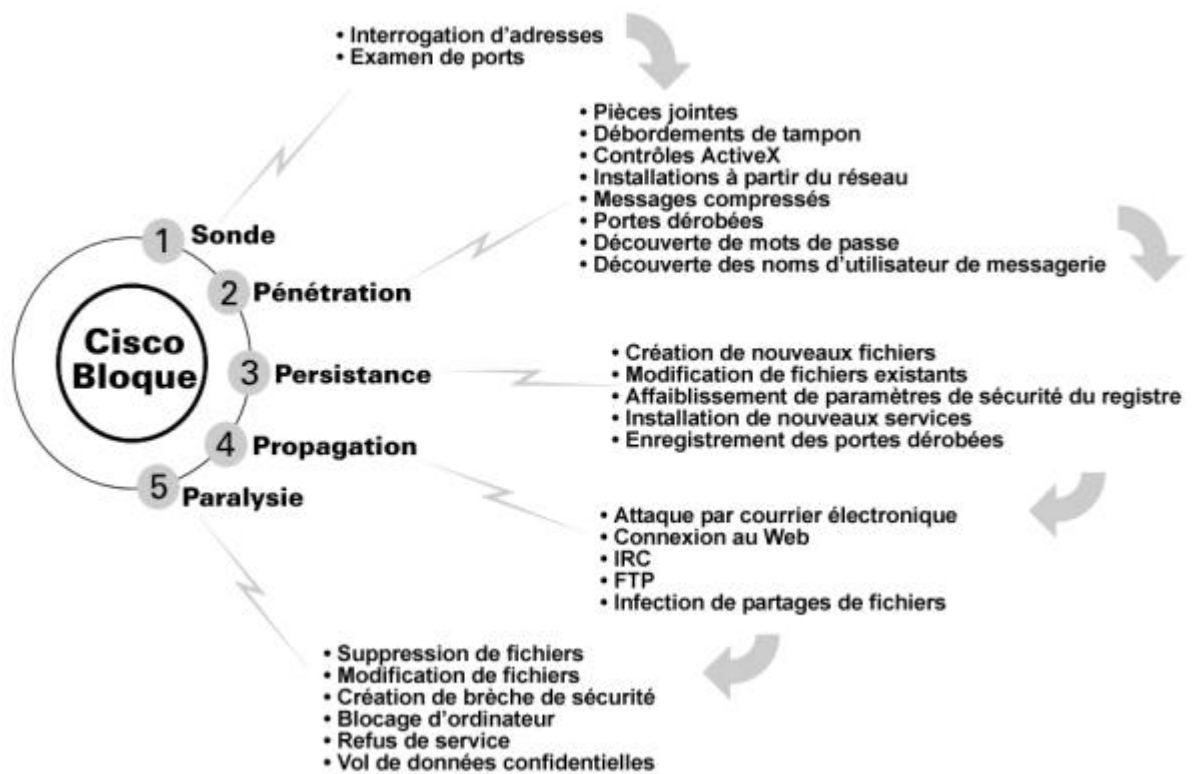 • Interrogation d’adresses
• Examen de ports
• Pièces jointes
• Débordements de tampon
• Contrôles ActiveX
• Installations à partir du réseau
• Messages compressés
• Portes dérobées
• Découverte de mots de passe
• Découverte des noms d’utilisateur de messagerie
1 Sonde
2 Pénétration
Cisco
Bloque
3 Persistance
• Création de nouveaux fichiers
• Modification de fichiers existants
• Affaiblissement de paramètres de sécurité du registre
• Installation de nouveaux services
• Enregistrement des portes dérobées
4 Propagation
5 Paralysie
• Attaque par courrier électronique
• Connexion au Web
• IRC
• FTP
• Infection de partages de fichiers
• Suppression de fichiers
• Modification de fichiers
• Création de brèche de sécurité
• Blocage d’ordinateur
• Refus de service
• Vol de données confidentielles